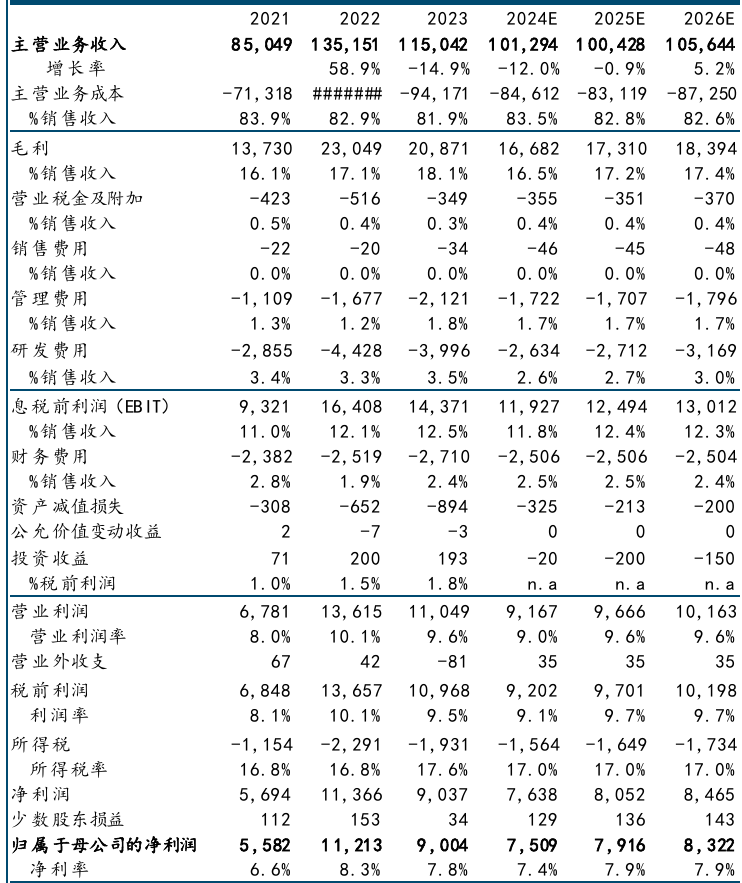 2021 2022 2023 2024E 2025E 2026E
主营业务收入 85,049 135,151 115,042 101,294 100,428 105,644
增长率 58.9% -14.9% -12.0% -0.9% 5.2%
主营业务成本 -71,318 ####### -94,171 -84,612 -83,119 -87,250
%销售收入 83.9% 82.9% 81.9% 83.5% 82.8% 82.6%
毛利 13,730 23,049 20,871 16,682 17,310 18,394
%销售收入 16.1% 17.1% 18.1% 16.5% 17.2% 17.4%
营业税金及附加 -423 -516 -349 -355 -351 -370
%销售收入 0.5% 0.4% 0.3% 0.4% 0.4% 0.4%
销售费用 -22 -20 -34 -46 -45 -48
%销售收入 0.0% 0.0% 0.0% 0.0% 0.0% 0.0%
管理费用 -1,109 -1,677 -2,121 -1,722 -1,707 -1,796
%销售收入 1.3% 1.2% 1.8% 1.7% 1.7% 1.7%
研发费用 -2,855 -4,428 -3,996 -2,634 -2,712 -3,169
%销售收入 3.4% 3.3% 3.5% 2.6% 2.7% 3.0%
息税前利润（EBIT） 9,321 16,408 14,371 11,927 12,494 13,012
%销售收入 11.0% 12.1% 12.5% 11.8% 12.4% 12.3%
财务费用 -2,382 -2,519 -2,710 -2,506 -2,506 -2,504
%销售收入 2.8% 1.9% 2.4% 2.5% 2.5% 2.4%
资产减值损失 -308 -652 -894 -325 -213 -200
公允价值变动收益 2 -7 -3 0 0 0
投资收益 71 200 193 -20 -200 -150
%税前利润 1.0% 1.5% 1.8% n.a n.a n.a
营业利润 6,781 13,615 11,049 9,167 9,666 10,163
营业利润率 8.0% 10.1% 9.6% 9.0% 9.6% 9.6%
营业外收支 67 42 -81 35 35 35
税前利润 6,848 13,657 10,968 9,202 9,701 10,198
利润率 8.1% 10.1% 9.5% 9.1% 9.7% 9.7%
所得税 -1,154 -2,291 -1,931 -1,564 -1,649 -1,734
所得税率 16.8% 16.8% 17.6% 17.0% 17.0% 17.0%
净利润 5,694 11,366 9,037 7,638 8,052 8,465
少数股东损益 112 153 34 129 136 143
归属于母公司的净利润 5,582 11,213 9,004 7,509 7,916 8,322
净利率 6.6% 8.3% 7.8% 7.4% 7.9% 7.9%